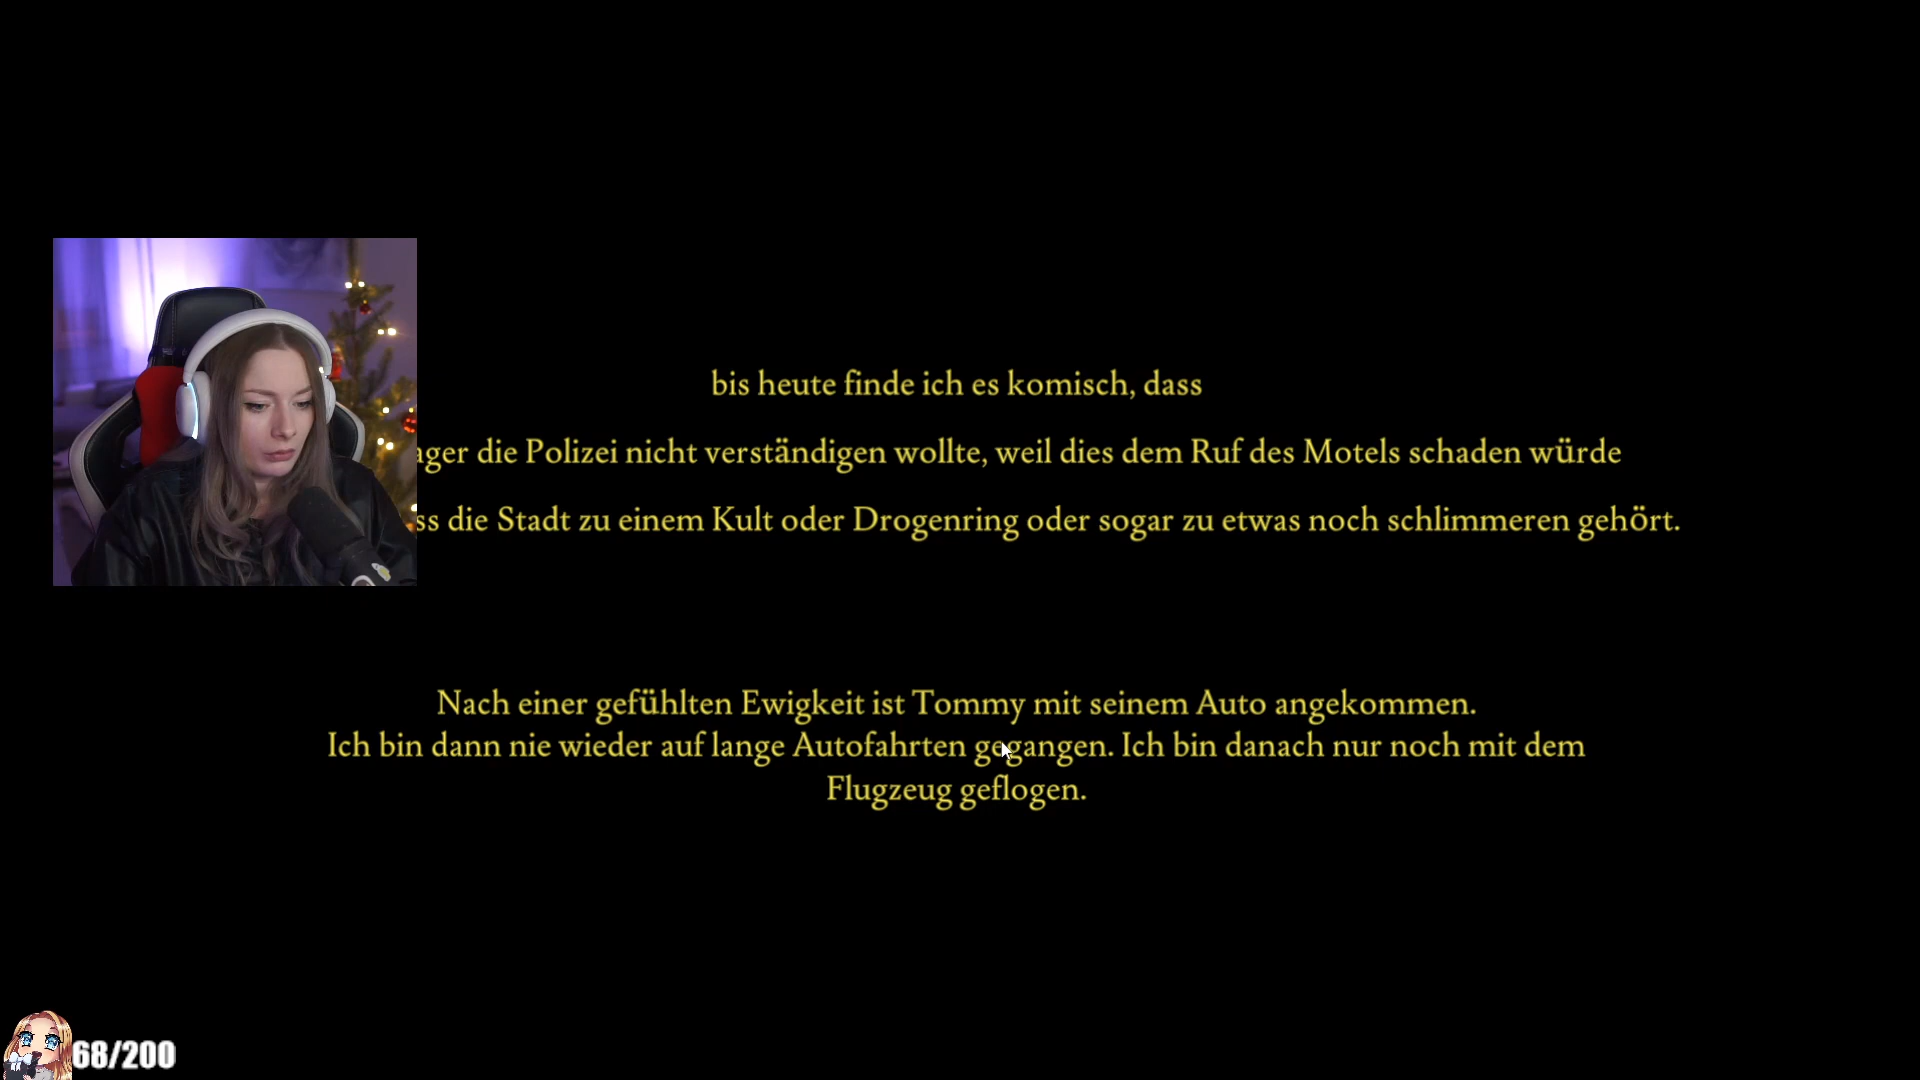 bis heute finde ich es komisch, dass
die Polizei nicht verständigen wollte, weil dies dem Ruf des Motels schaden würde
die Stadt zu einem Kult oder Drogenring oder sogar zu etwas noch schlimmeren gehört.
Nach einer gefühlten Ewigkeit ist Tommy mit seinem Auto angekommen.
Ich bin dann nie wieder auf lange Autofahrten gegangen. Ich bin danach nur noch mit dem
Flugzeug geflogen.
68/200